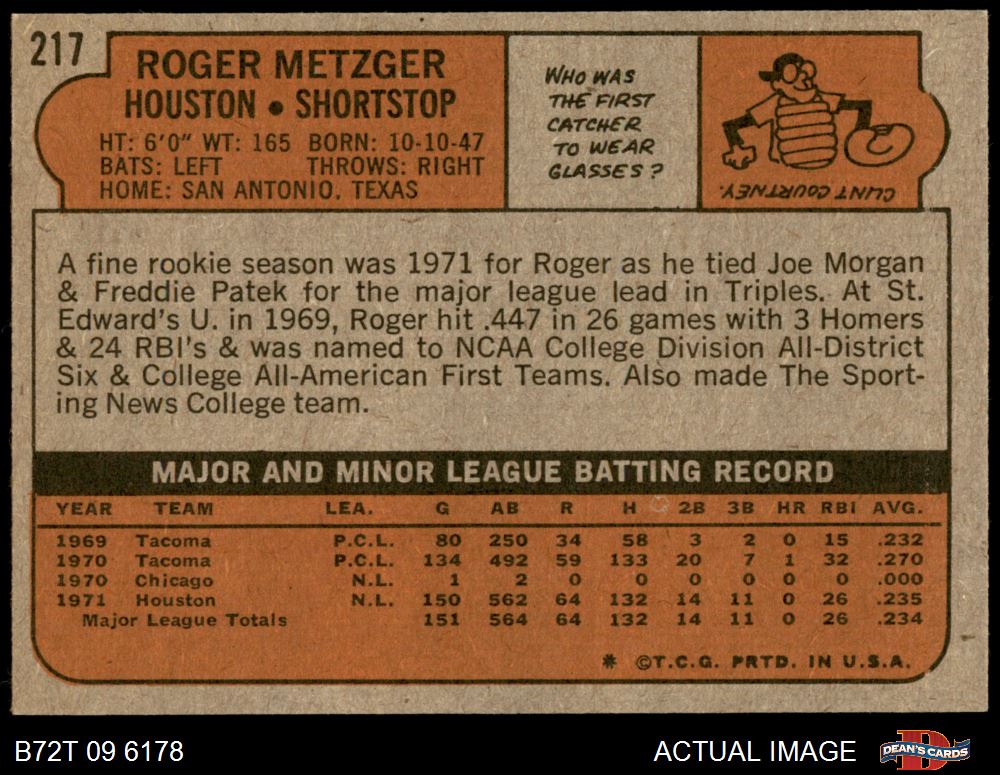 217
ROGER METZGER
HOUSTON • SHORTSTOP
HT: 6'0" WT: 165 BORN: 10-10-47
BATS: LEFT THROWS: RIGHT
HOME: SAN ANTONIO, TEXAS
WHO WAS
THE FIRST
CATCHER
TO WEAR
GLASSES?
CLINT COURTNEY.
A fine rookie season was 1971 for Roger as he tied Joe Morgan
& Freddie Patek for the major league lead in Triples. At St.
Edward's U. in 1969, Roger hit .447 in 26 games with 3 Homers
& 24 RBI's & was named to NCAA College Division All-District
Six & College All-American First Teams. Also made The Sport-
ing News College team.
MAJOR AND MINOR LEAGUE BATTING RECORD
YEAR TEAM LEA. G AB R H 2B 3B HR RBI AVG.
1969 Tacoma P.C.L. 80 250 34 58 3 2 0 15 .232
1970 Tacoma P.C.L. 134 492 59 133 20 7 1 32 .270
1970 Chicago N.L. 1 2 0 0 0 0 0 0 .000
1971 Houston N.L. 150 562 64 132 14 11 0 26 .235
Major League Totals 151 564 64 132 14 11 0 26 .234
* ©T.C.G. PRTD. IN U.S.A.
B72T 09 6178
ACTUAL IMAGE
DEAN'S CARDS